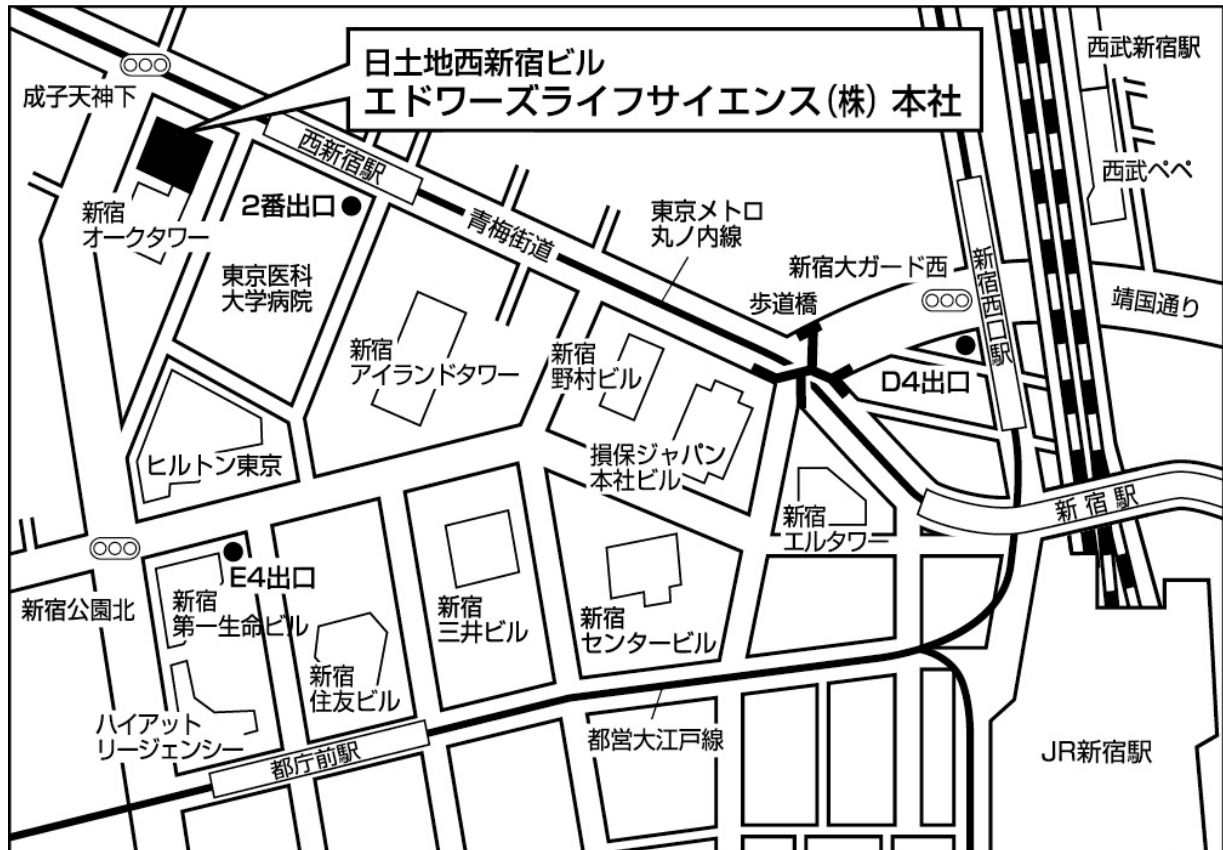 日土地西新宿ビル
エドワーズライフサイエンス(株) 本社
西武新宿駅
成子天神下
西新宿駅
西武ペペ
新宿
オークタワー
2番出口
青梅街道
東京メトロ
丸ノ内線
東京医科
大学病院
新宿大ガード西
新宿西口駅
歩道橋
靖国通り
新宿
アイランドタワー
新宿
野村ビル
D4出口
ヒルトン東京
損保ジャパン
本社ビル
新宿駅
新宿
エルタワー
E4出口
新宿公園北
新宿
第一生命ビル
新宿
三井ビル
新宿
センタービル
新宿
住友ビル
ハイアット
リージェンシー
都庁前駅
都営大江戸線
JR新宿駅